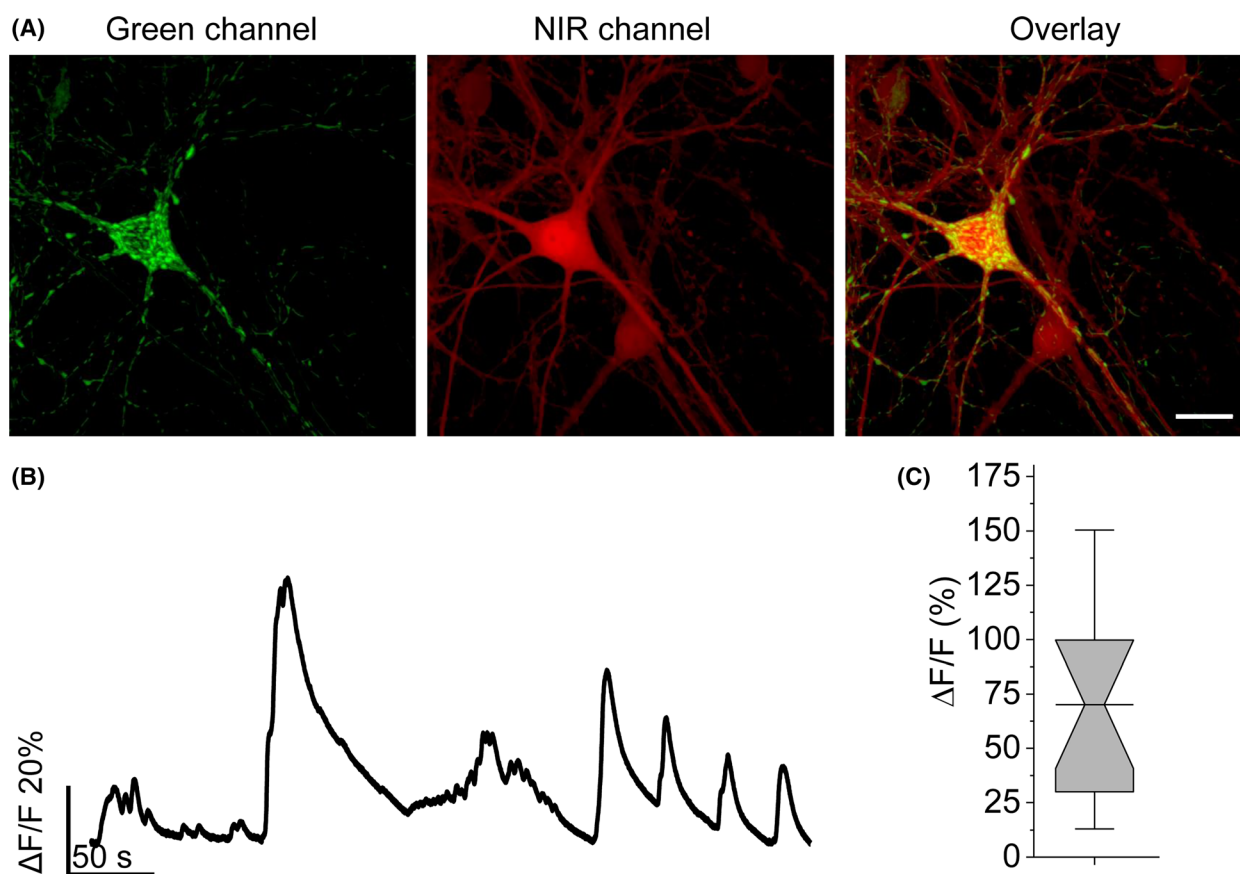 (A) Green channel NIR channel Overlay
(B)
ΔF/F 20%
50 s
(C)
ΔF/F (%)
175
150
125
100
75
50
25
0